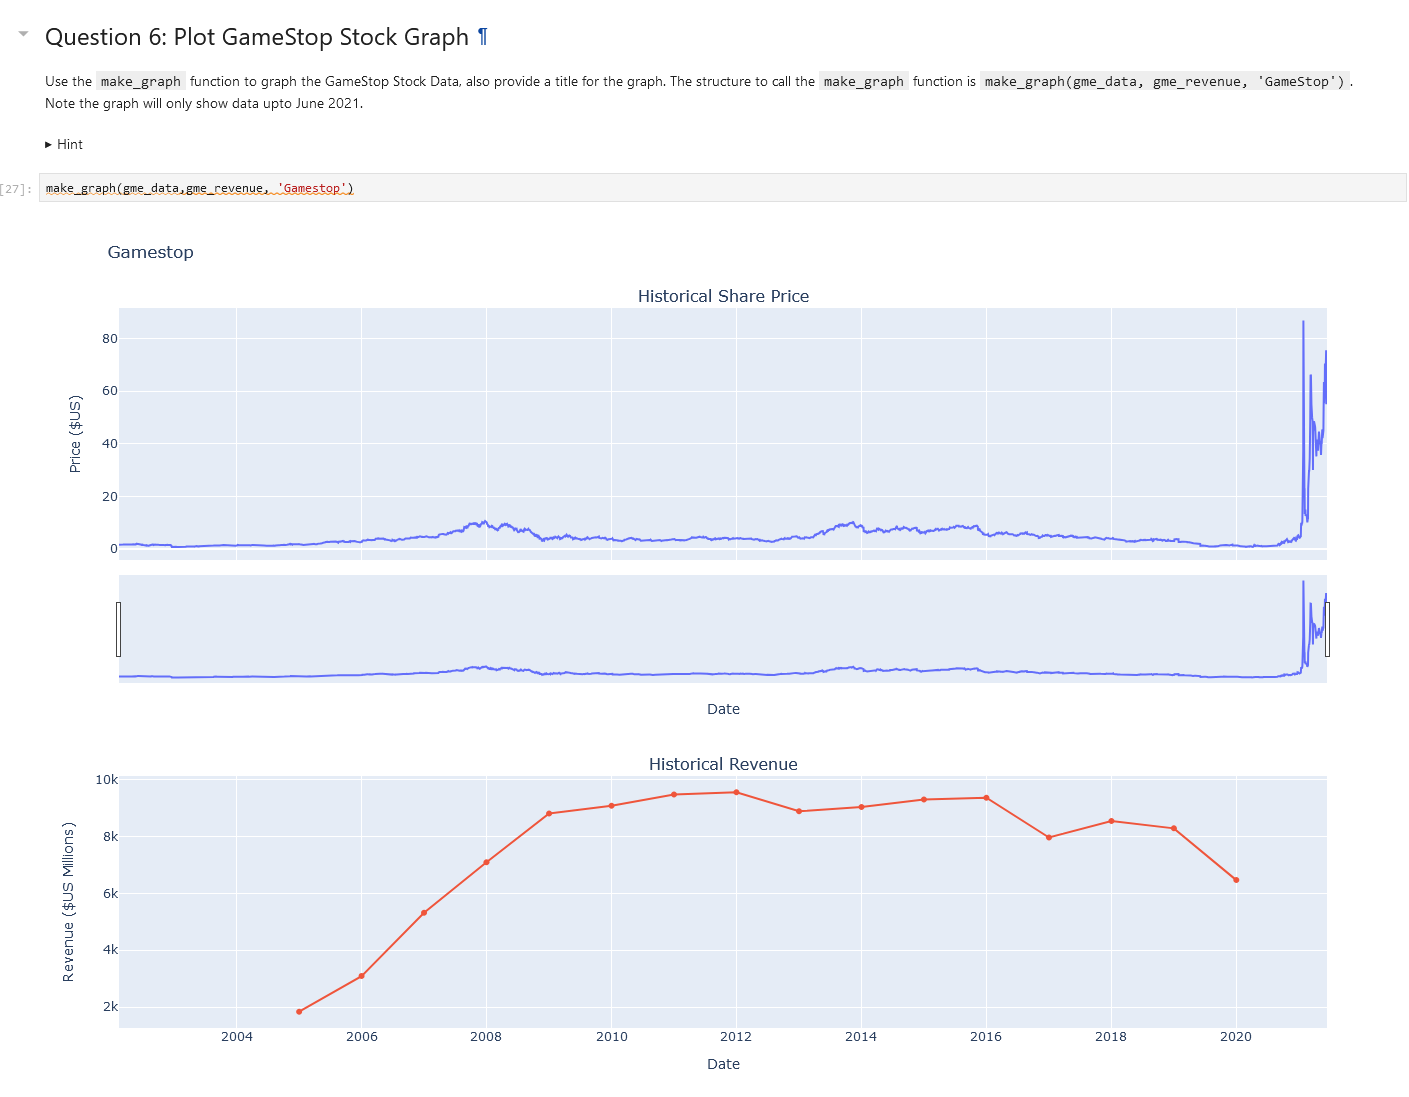 Question 6: Plot GameStop Stock Graph ¶
Use the make_graph function to graph the GameStop Stock Data, also provide a title for the graph. The structure to call the make_graph function is make_graph(gme_data, gme_revenue, 'GameStop').
Note the graph will only show data upto June 2021.
Hint
[27]: make_graph(gme_data,gme_revenue, 'Gamestop')
Gamestop
Historical Share Price
80
60
40
20
0
Price ($US)
Date
Historical Revenue
10k
8k
6k
4k
2k
Revenue ($US Millions)
2004 2006 2008 2010 2012 2014 2016 2018 2020
Date